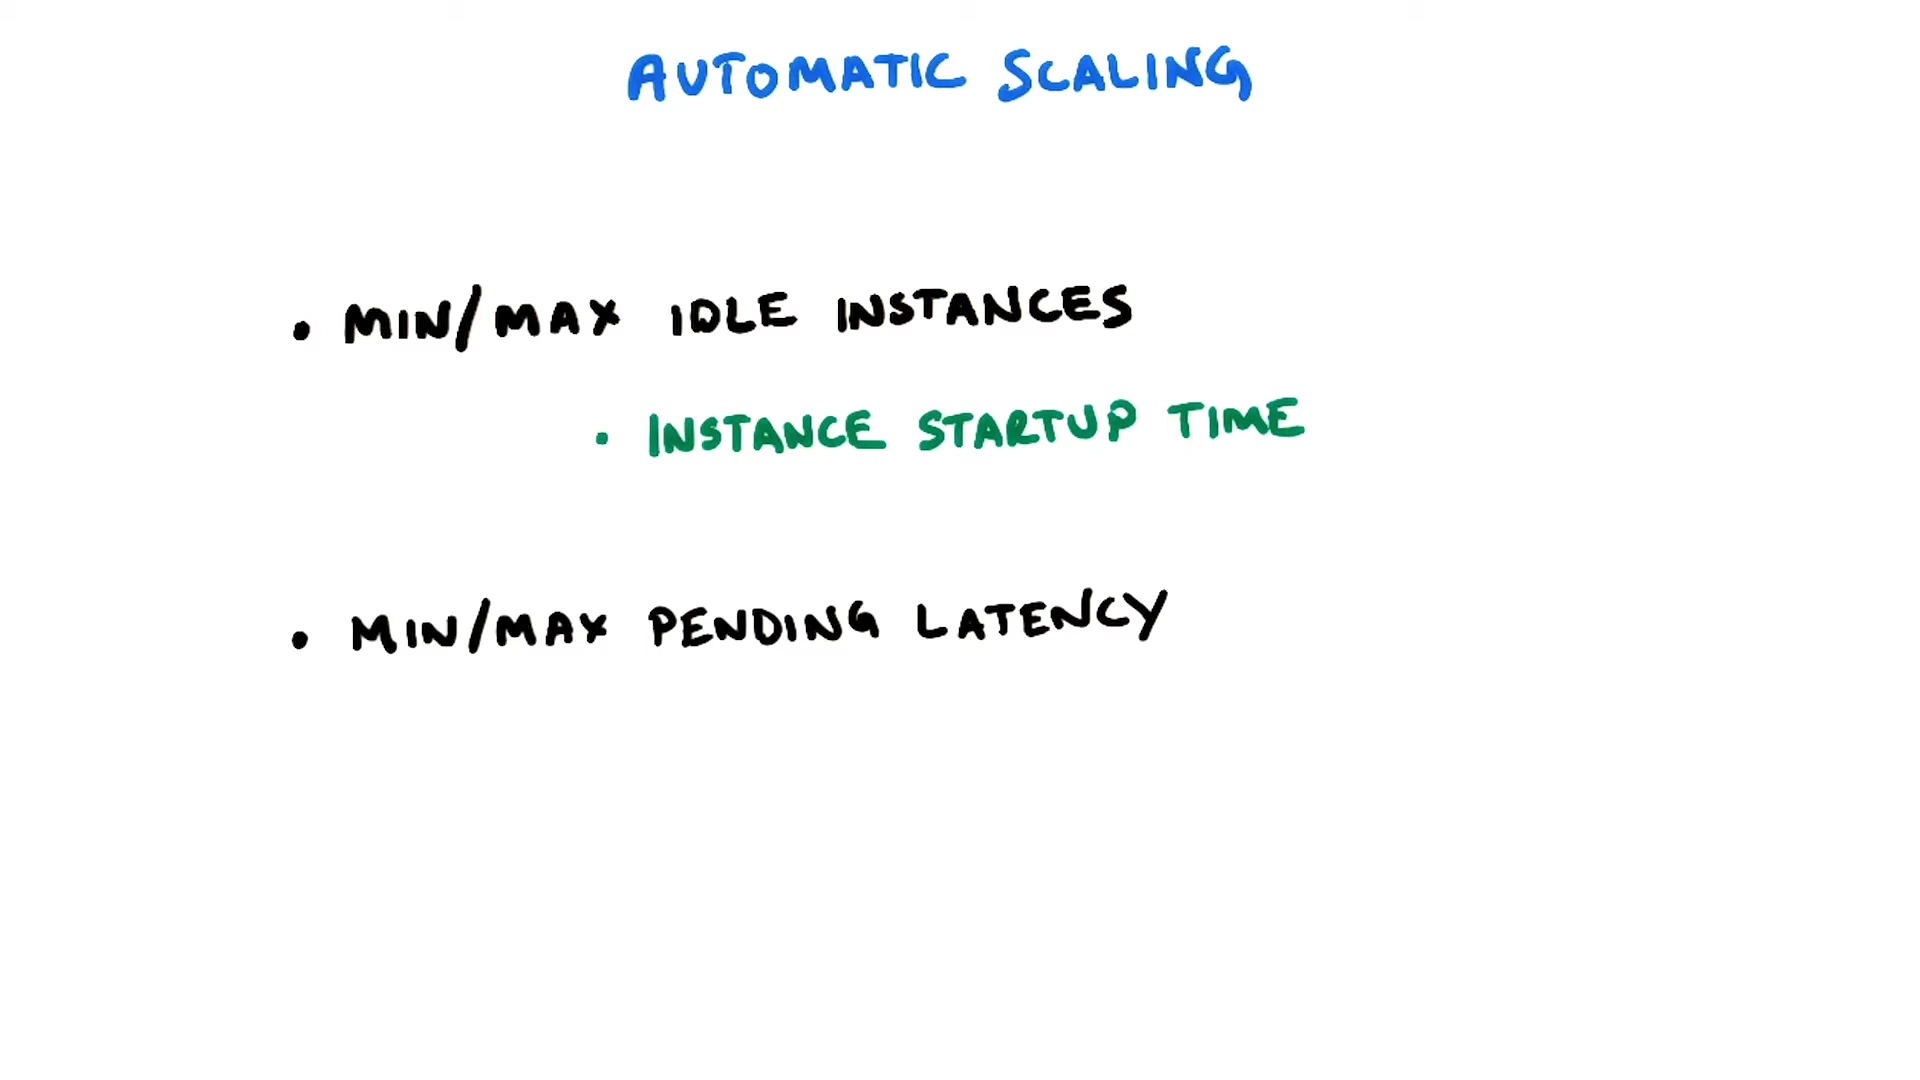 AUTOMATIC SCALING
• MIN/MAX IDLE INSTANCES
• INSTANCE STARTUP TIME
• MIN/MAX PENDING LATENCY